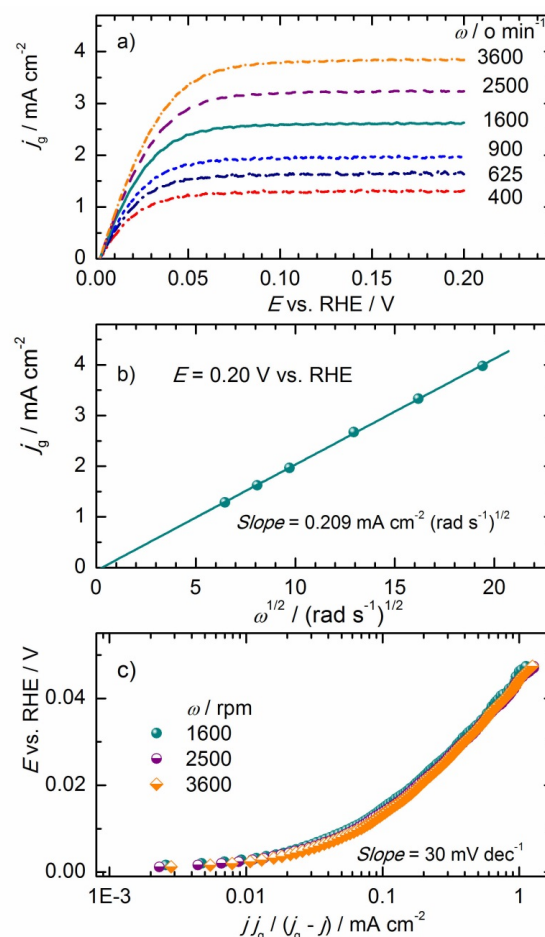 a)
ω / o min⁻¹
3600
2500
1600
900
625
400
4
3
2
1
0
j_g / mA cm⁻²
0.00
0.05
0.10
0.15
0.20
E vs. RHE / V
b)
E = 0.20 V vs. RHE
4
3
2
1
0
j_g / mA cm⁻²
Slope = 0.209 mA cm⁻² (rad s⁻¹)^1/2
0
5
10
15
20
ω^1/2 / (rad s⁻¹)^1/2
c)
ω / rpm
1600
2500
3600
0.04
0.02
0.00
E vs. RHE / V
Slope = 30 mV dec⁻¹
1E-3
0.01
0.1
1
j j_g / (j_g - j) / mA cm⁻²